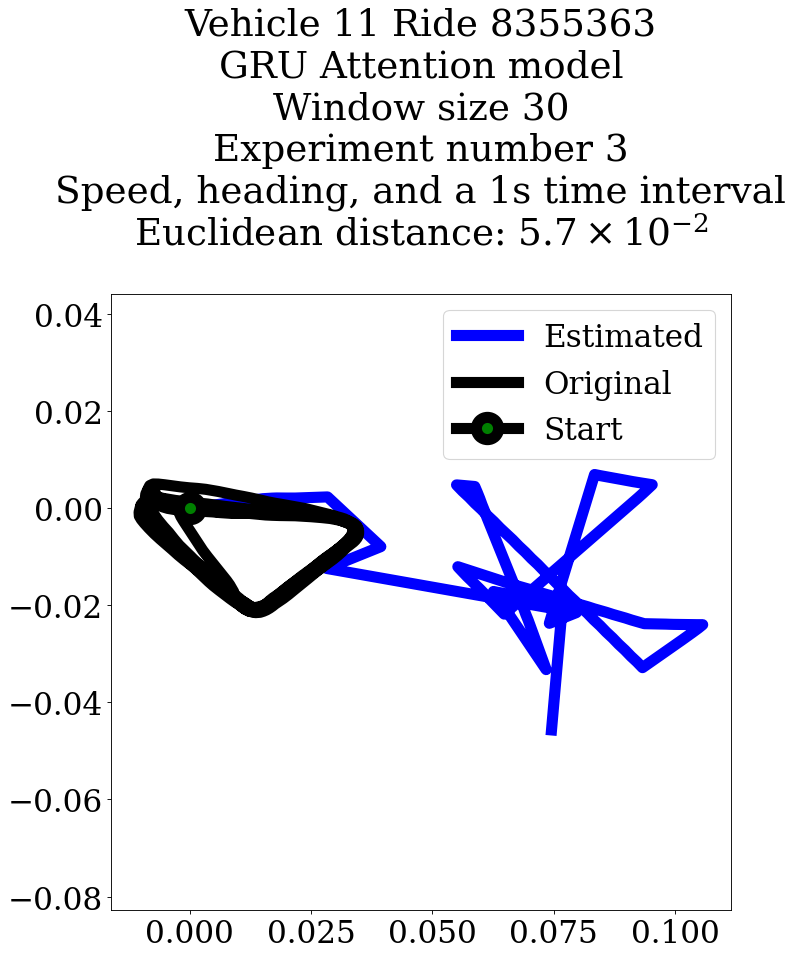 Vehicle 11 Ride 8355363
GRU Attention model
Window size 30
Experiment number 3
Speed, heading, and a 1s time interval
Euclidean distance: 5.7 × 10⁻²
Estimated
Original
Start
0.04
0.02
0.00
−0.02
−0.04
−0.06
−0.08
0.000 0.025 0.050 0.075 0.100